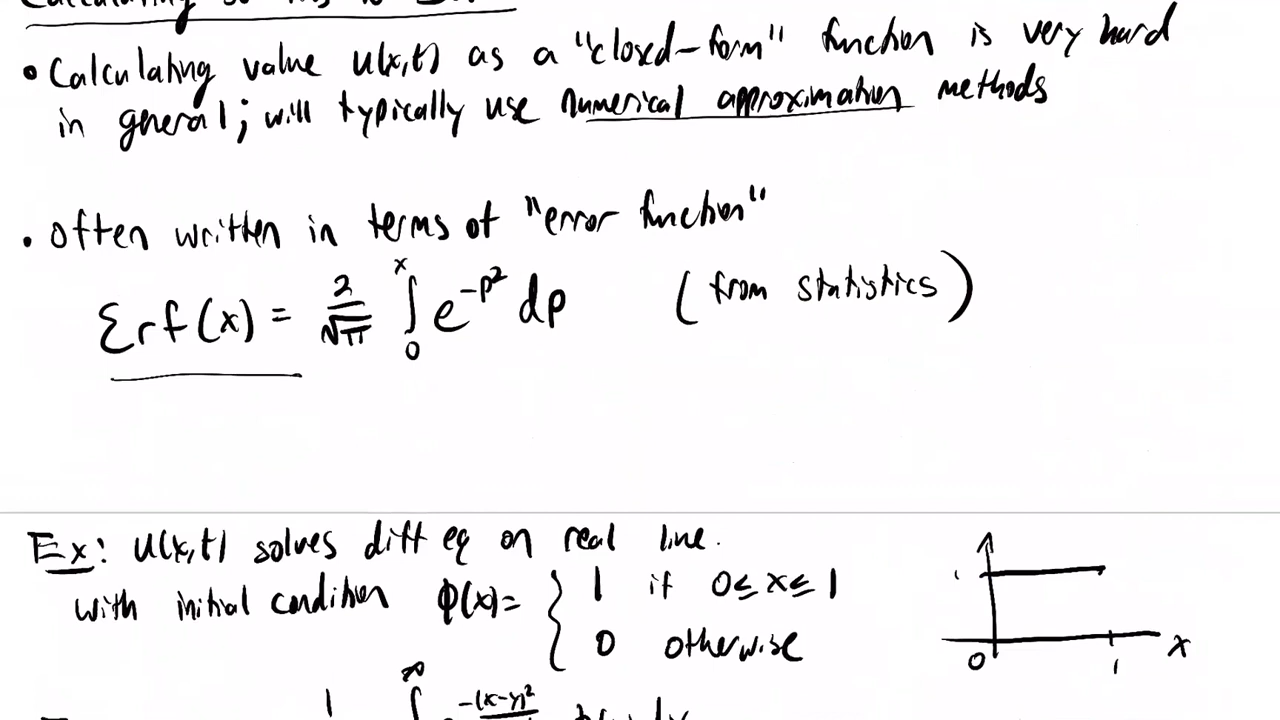 • Calculating value u(x,t) as a "closed-form" function is very hard
in general; will typically use numerical approximation methods
• often written in terms of "error function"
Erf(x) = 2/√π ∫₀ˣ e^{-p²} dp (from statistics)
Ex: u(x,t) solves diff eq on real line.
with initial condition φ(x) = { 1 if 0 ≤ x ≤ 1
0 otherwise
1
0 1 x
1 ∫ ∞ -(x-y)²